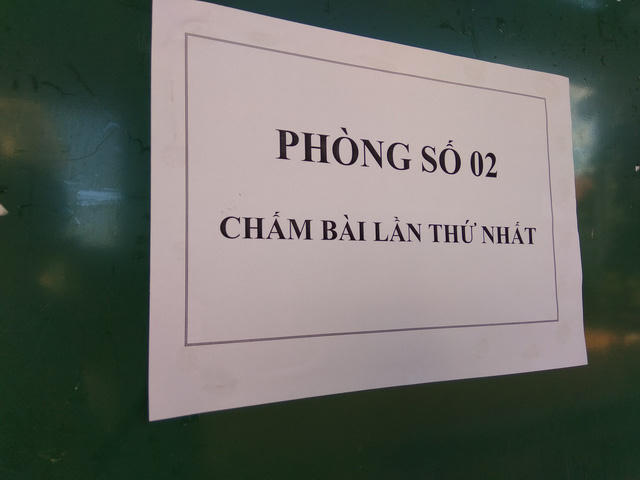 PHÒNG SỐ 02
CHẤM BÀI LẦN THỨ NHẤT